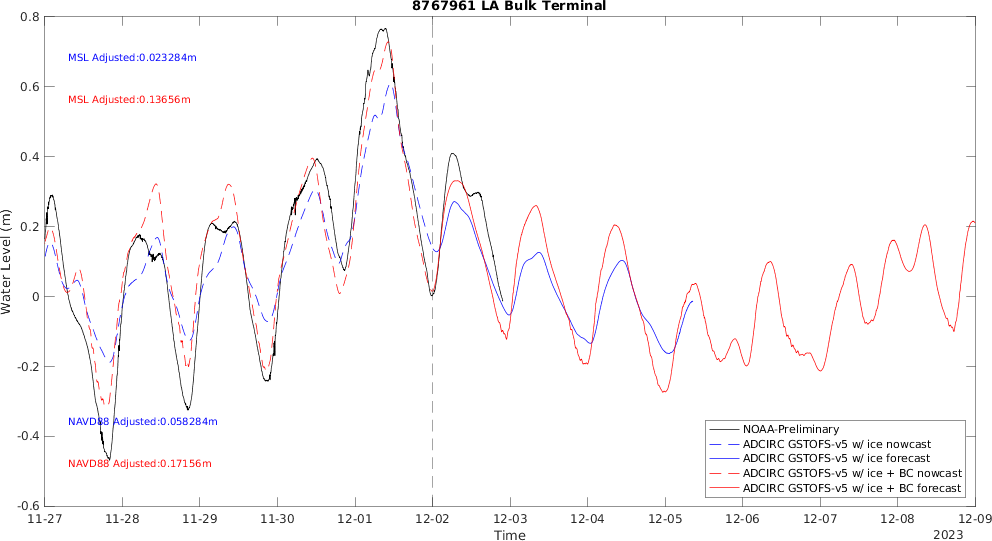 8767961 LA Bulk Terminal
MSL Adjusted:0.023284m
MSL Adjusted:0.13656m
NAVD88 Adjusted:0.058284m
NAVD88 Adjusted:0.17156m
Water Level (m)
0.8
0.6
0.4
0.2
0
-0.2
-0.4
-0.6
NOAA-Preliminary
ADCIRC GSTOFS-v5 w/ ice nowcast
ADCIRC GSTOFS-v5 w/ ice forecast
ADCIRC GSTOFS-v5 w/ ice + BC nowcast
ADCIRC GSTOFS-v5 w/ ice + BC forecast
11-27 11-28 11-29 11-30 12-01 12-02 12-03 12-04 12-05 12-06 12-07 12-08 12-09
Time
2023